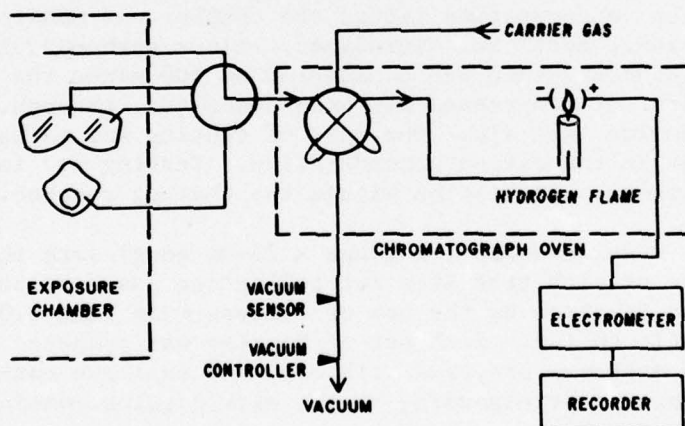 CARRIER GAS
− +
HYDROGEN FLAME
CHROMATOGRAPH OVEN
EXPOSURE
CHAMBER
VACUUM
SENSOR
VACUUM
CONTROLLER
VACUUM
ELECTROMETER
RECORDER